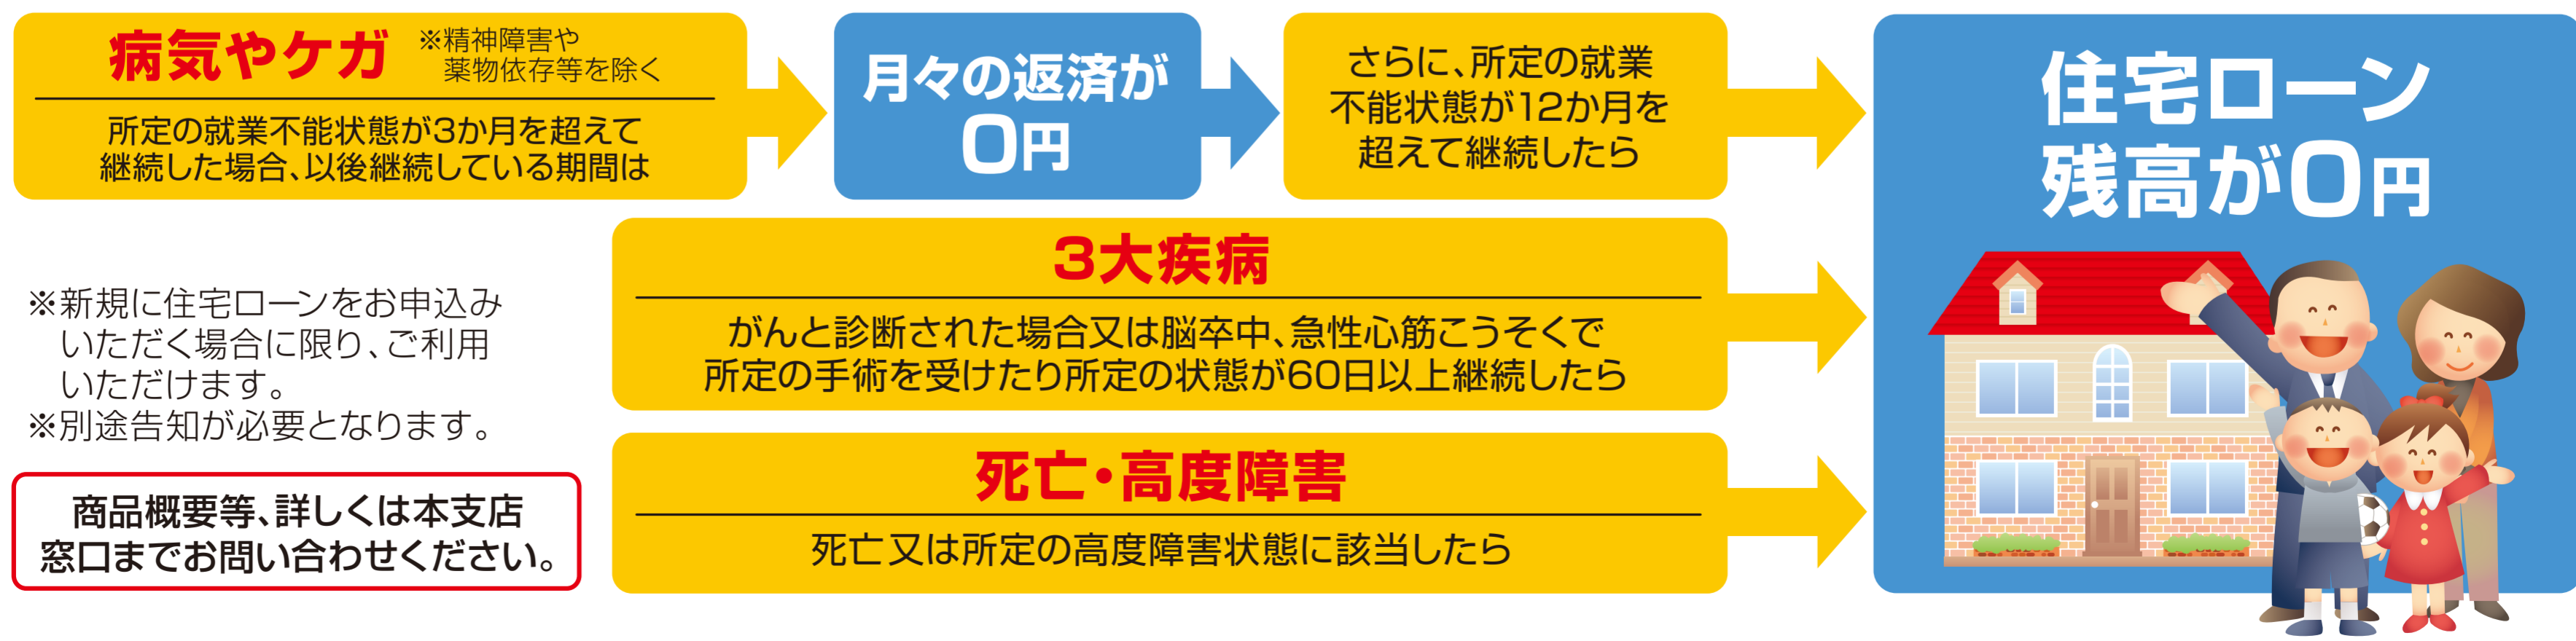 病気やケガ
※精神障害や
薬物依存等を除く
所定の就業不能状態が3か月を超えて
継続した場合、以後継続している期間は
月々の返済が
0円
さらに、所定の就業
不能状態が12か月を
超えて継続したら
住宅ローン
残高が0円
3大疾病
がんと診断された場合又は脳卒中、急性心筋こうそくで
所定の手術を受けたり所定の状態が60日以上継続したら
死亡・高度障害
死亡又は所定の高度障害状態に該当したら
※新規に住宅ローンをお申込み
いただく場合に限り、ご利用
いただけます。
※別途告知が必要となります。
商品概要等、詳しくは本支店
窓口までお問い合わせください。